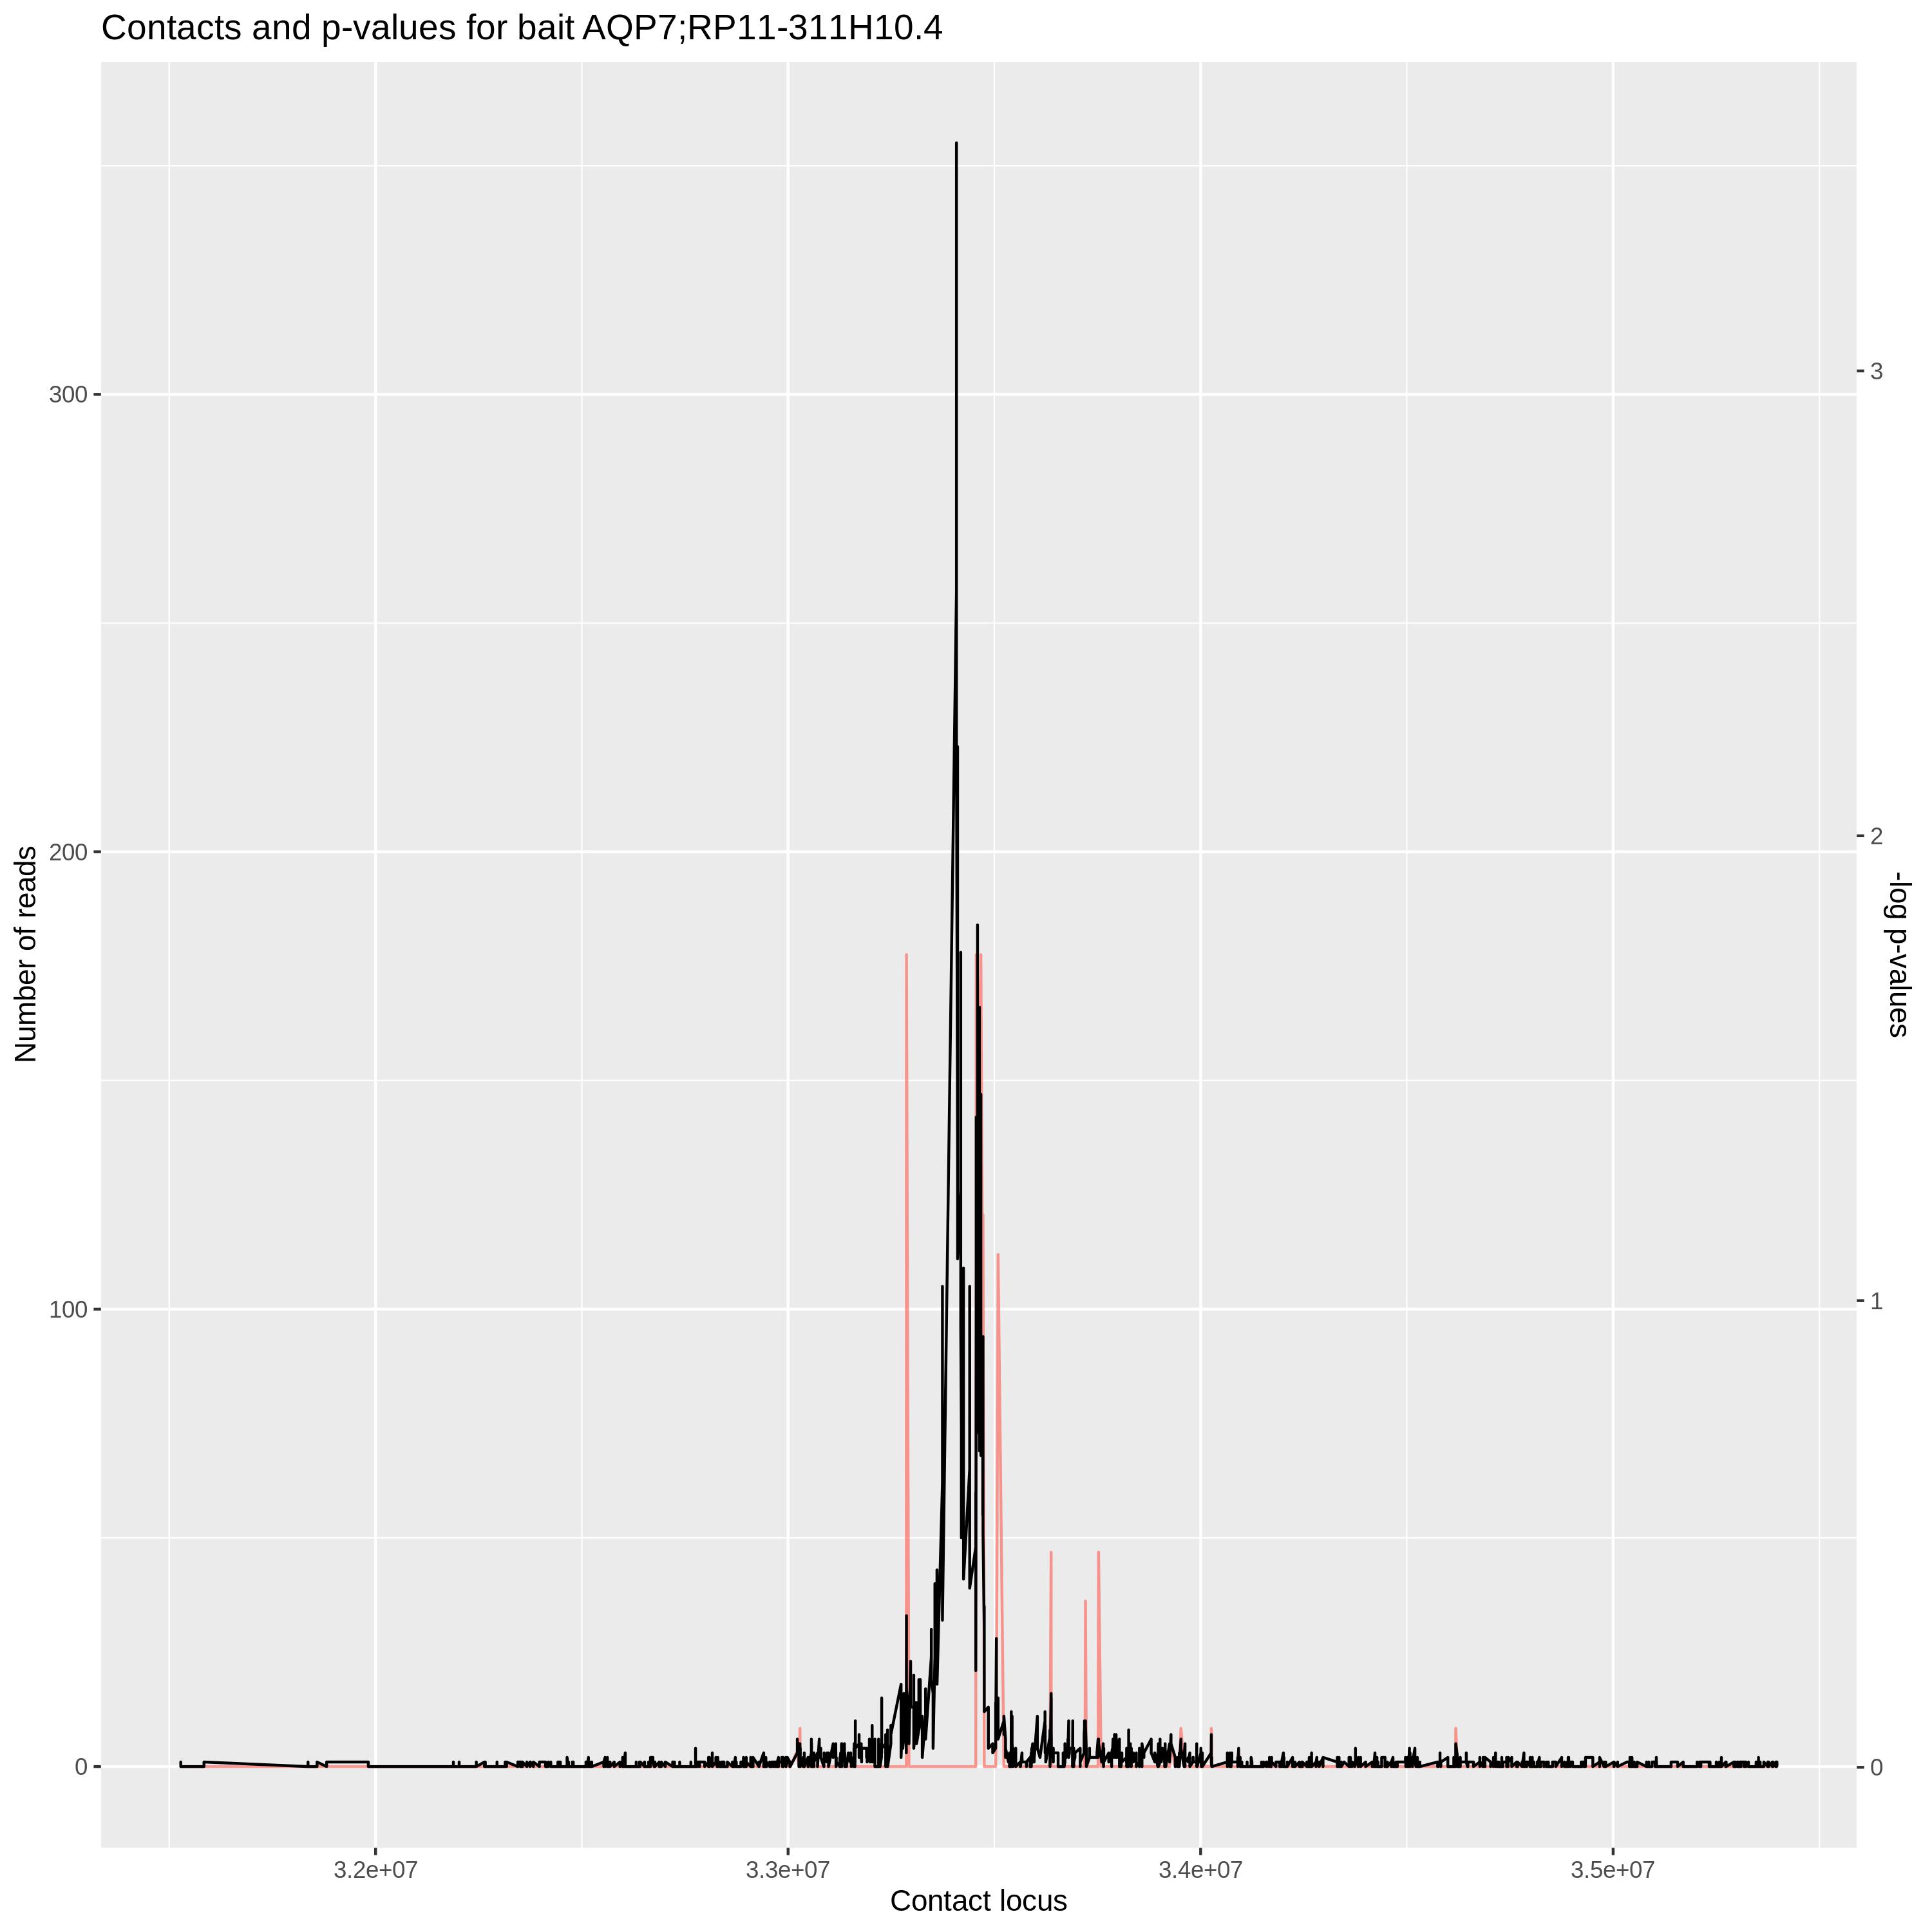 Contacts and p-values for bait AQP7;RP11-311H10.4
300
200
100
0
Number of reads
3
2
1
0
-log p-values
3.2e+07
3.3e+07
3.4e+07
3.5e+07
Contact locus